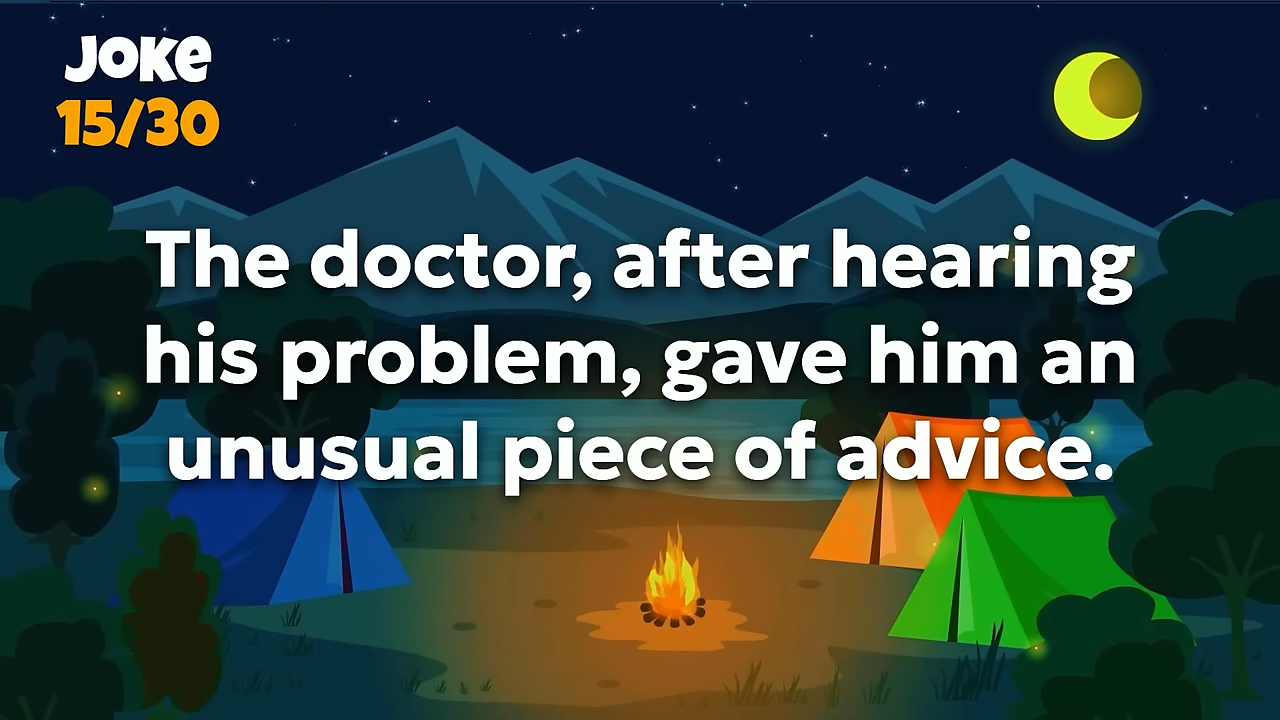 Joke
15/30
The doctor, after hearing
his problem, gave him an
unusual piece of advice.